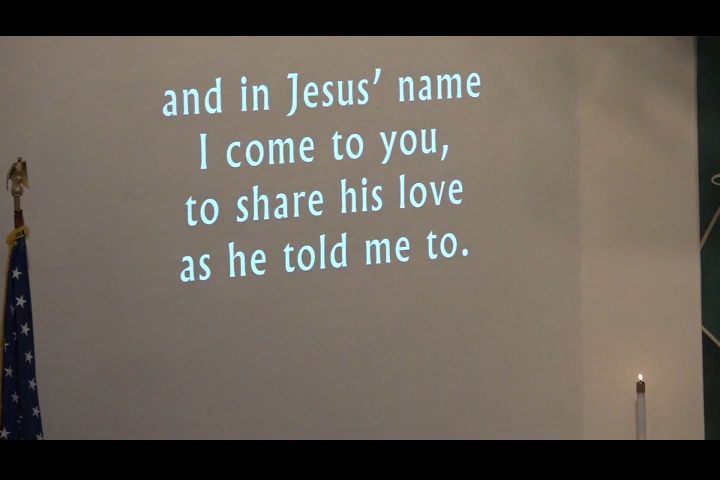 and in Jesus’ name
I come to you,
to share his love
as he told me to.